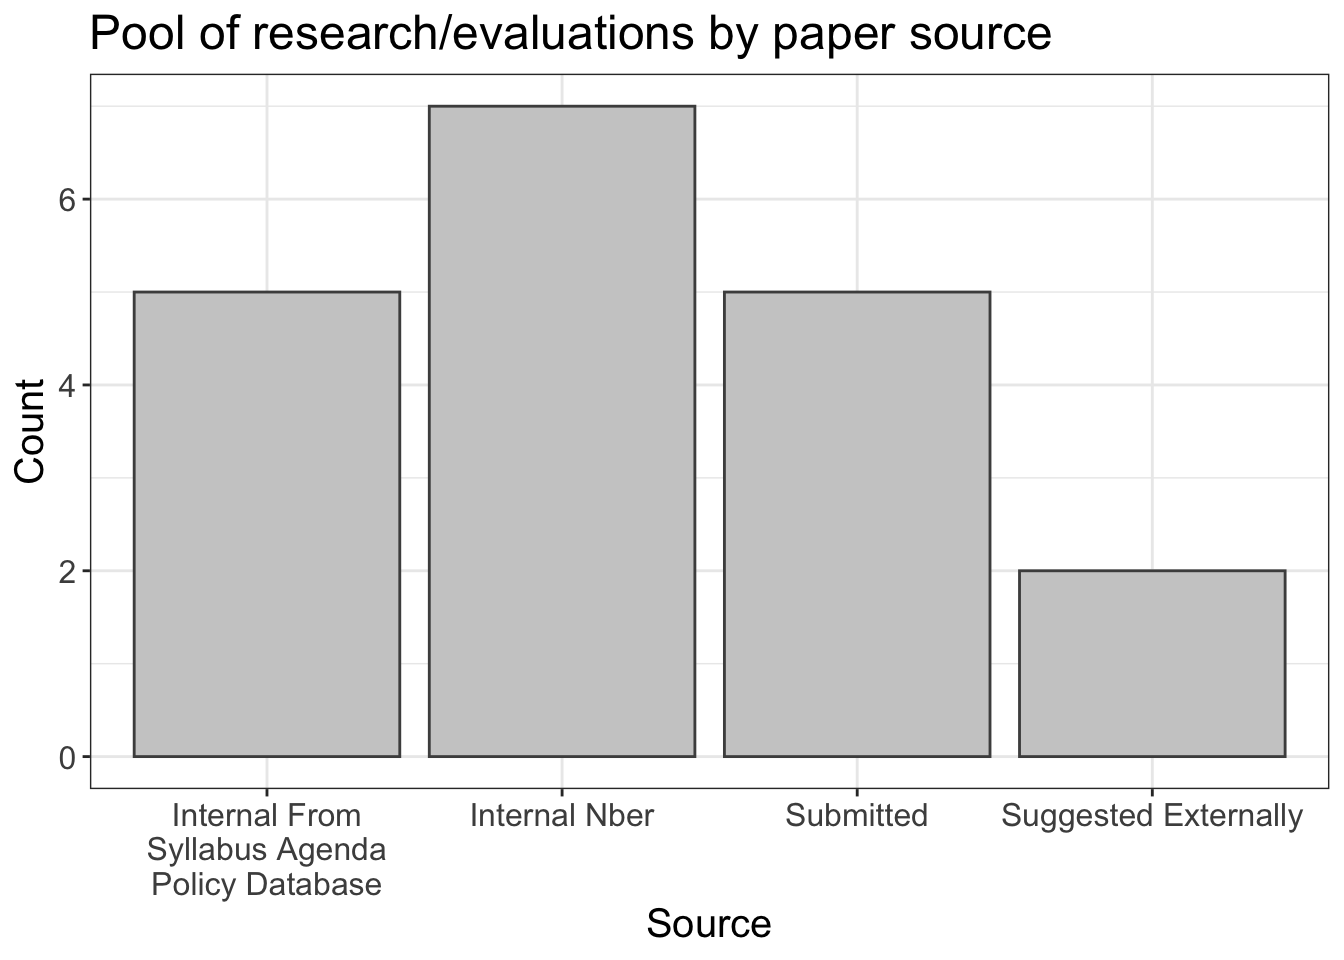 Pool of research/evaluations by paper source
Count
6
4
2
0
Internal From
Syllabus Agenda
Policy Database
Internal Nber
Submitted
Suggested Externally
Source